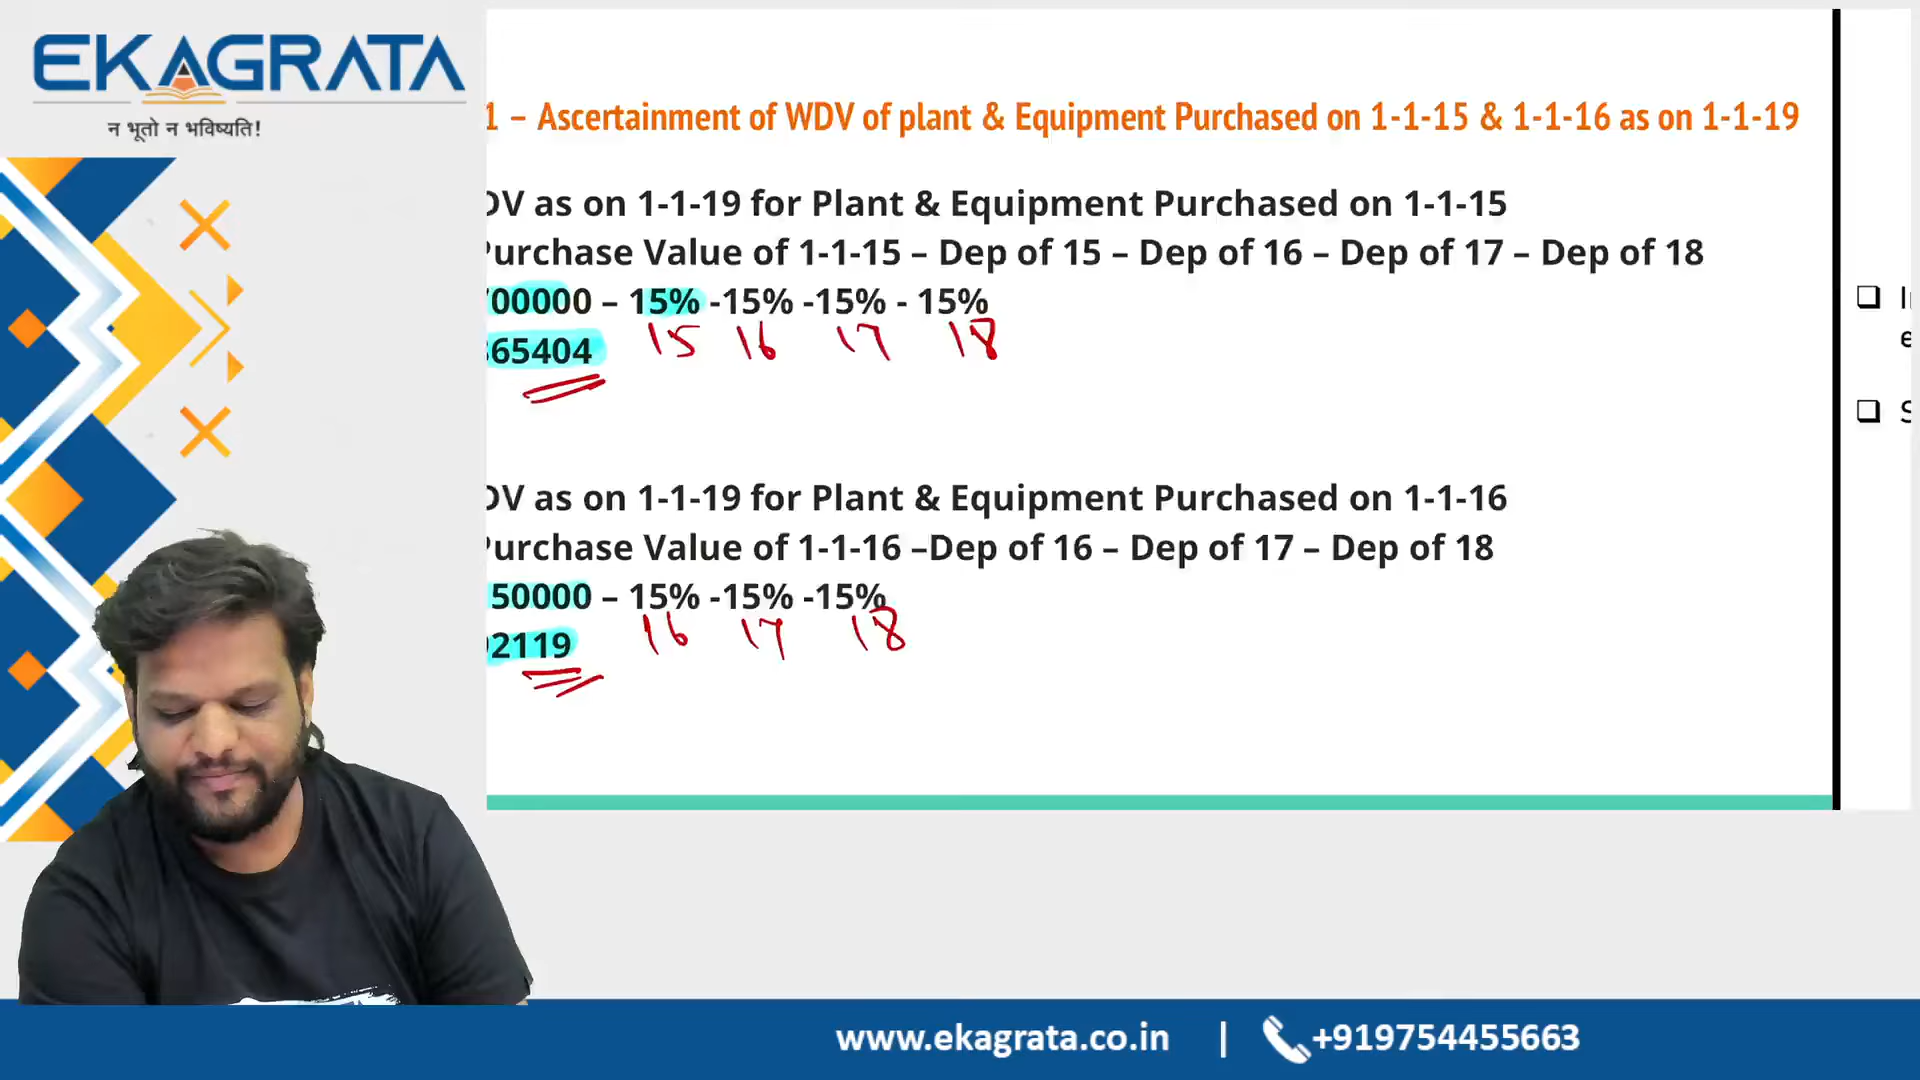 EKAGRATA
न भूतो न भविष्यति!
1 – Ascertainment of WDV of plant & Equipment Purchased on 1-1-15 & 1-1-16 as on 1-1-19
DV as on 1-1-19 for Plant & Equipment Purchased on 1-1-15
Purchase Value of 1-1-15 – Dep of 15 – Dep of 16 – Dep of 17 – Dep of 18
700000 – 15% -15% -15% - 15%
15 16 17 18
365404
DV as on 1-1-19 for Plant & Equipment Purchased on 1-1-16
Purchase Value of 1-1-16 –Dep of 16 – Dep of 17 – Dep of 18
50000 – 15% -15% -15%
16 17 18
92119
www.ekagrata.co.in | +919754455663